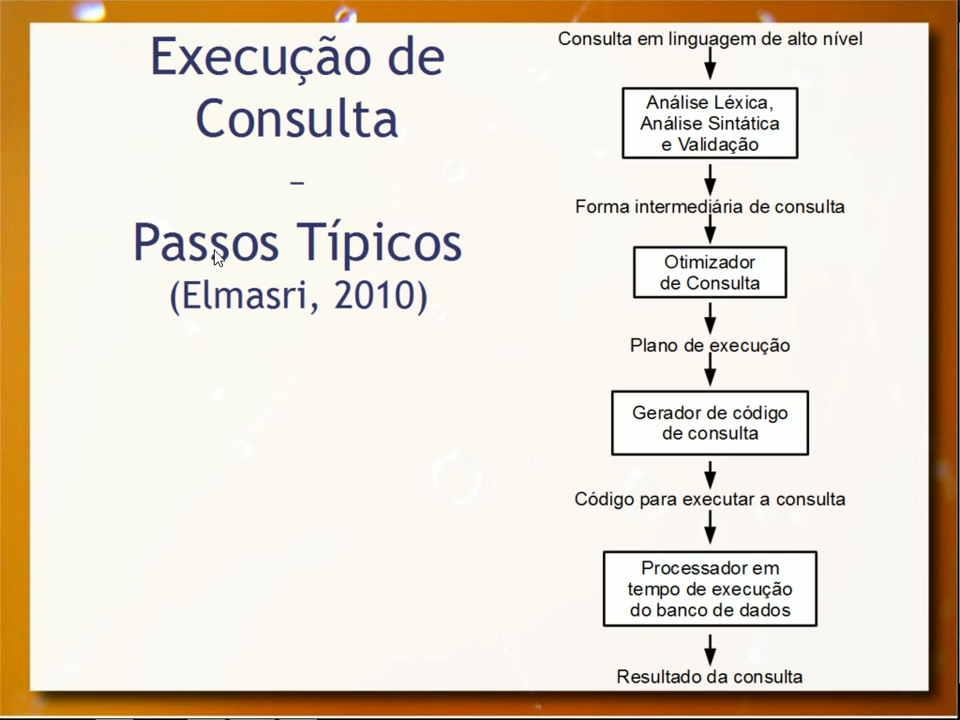 Execução de
Consulta
–
Passos Típicos
(Elmasri, 2010)
Consulta em linguagem de alto nível
Análise Léxica,
Análise Sintática
e Validação
Forma intermediária de consulta
Otimizador
de Consulta
Plano de execução
Gerador de código
de consulta
Código para executar a consulta
Processador em
tempo de execução
do banco de dados
Resultado da consulta